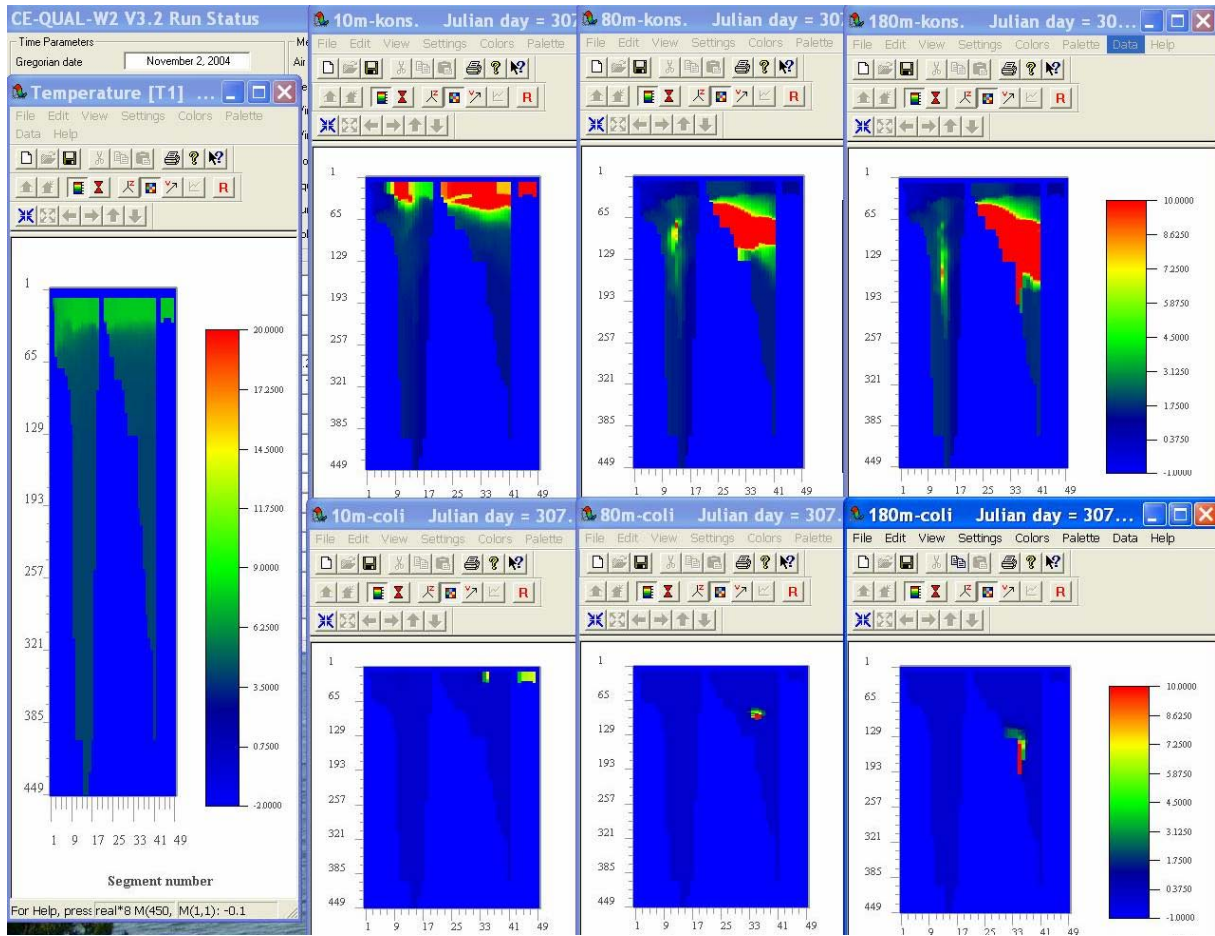 CE-QUAL-W2 V3.2 Run Status
Time Parameters
Gregorian date
November 2, 2004
Temperature [T1] ...
File Edit View Settings Colors Palette
Data Help
R
1
65
129
193
257
321
385
449
1 9 17 25 33 41 49
Segment number
20.0000
17.2500
14.5000
11.7500
9.0000
6.2500
3.5000
0.7500
-2.0000
For Help, press
real*8 M(450,
M(1,1): -0.1
10m-kons. Julian day = 307
File Edit View Settings Colors Palette
R
1
65
129
193
257
321
385
449
1 9 17 25 33 41 49
80m-kons. Julian day = 30
File Edit View Settings Colors Palette
R
1
65
129
193
257
321
385
449
1 9 17 25 33 41 49
180m-kons. Julian day = 30...
File Edit View Settings Colors Palette Data Help
R
1
65
129
193
257
321
385
449
1 9 17 25 33 41 49
10.0000
8.6250
7.2500
5.8750
4.5000
3.1250
1.7500
0.3750
-1.0000
10m-coli Julian day = 307.
File Edit View Settings Colors Palette
R
1
65
129
193
257
321
385
449
1 9 17 25 33 41 49
80m-coli Julian day = 307.
File Edit View Settings Colors Palette
R
1
65
129
193
257
321
385
449
1 9 17 25 33 41 49
180m-coli Julian day = 307...
File Edit View Settings Colors Palette Data Help
R
1
65
129
193
257
321
385
449
1 9 17 25 33 41 49
10.0000
8.6250
7.2500
5.8750
4.5000
3.1250
1.7500
0.3750
-1.0000